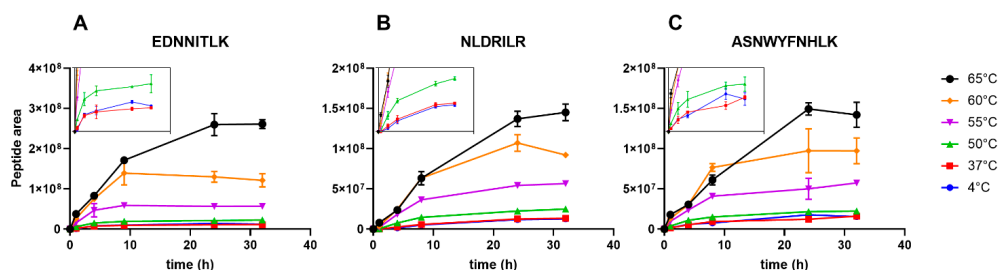 A
EDNNITLK
Peptide area
5×10⁸
4×10⁸
3×10⁸
2×10⁸
1×10⁸
0
0 10 20 30 40
time (h)
B
NLDRILR
2×10⁸
1.5×10⁸
1×10⁸
5×10⁷
0
0 10 20 30 40
time (h)
C
ASNWYFNHLK
2×10⁸
1.5×10⁸
1×10⁸
5×10⁷
0
0 10 20 30 40
time (h)
65°C
60°C
55°C
50°C
37°C
4°C